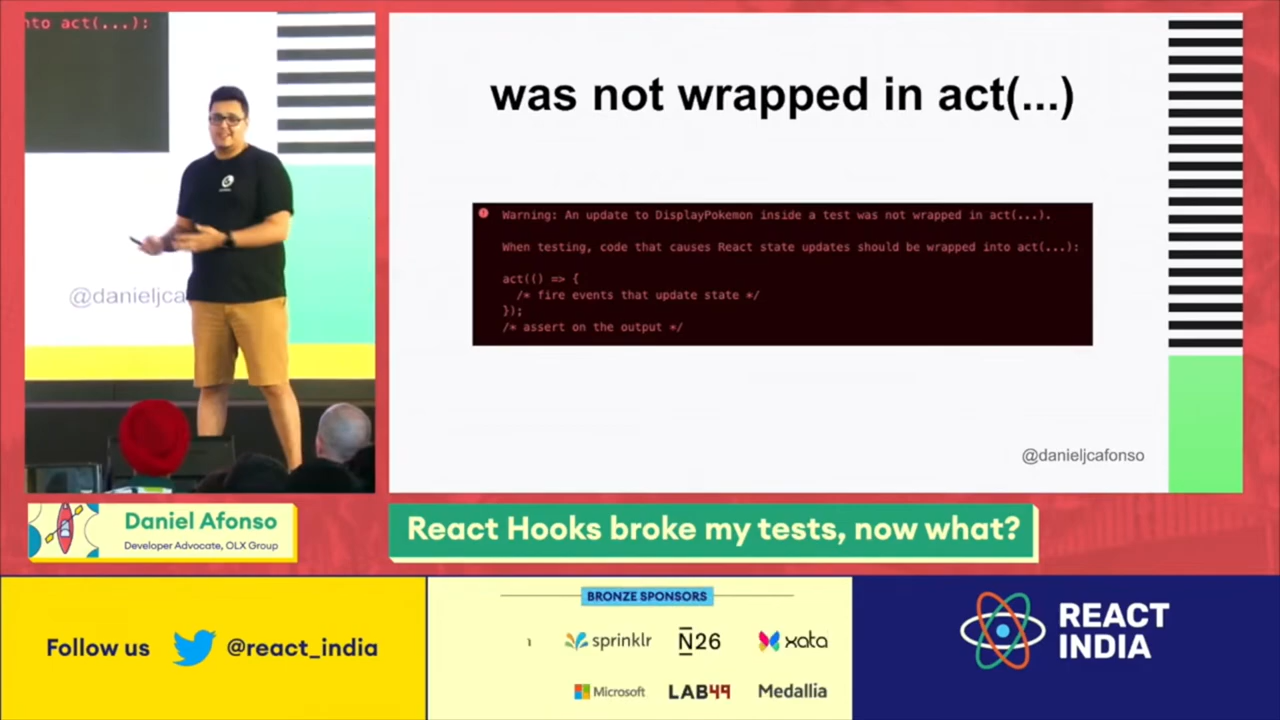 nto act(...):
@danieljca
was not wrapped in act(...)
Warning: An update to DisplayPokemon inside a test was not wrapped in act(...).
When testing, code that causes React state updates should be wrapped into act(...):
act(() => {
/* fire events that update state */
});
/* assert on the output */
@danieljcafonso
Daniel Afonso
Developer Advocate, OLX Group
React Hooks broke my tests, now what?
Follow us @react_india
BRONZE SPONSORS
sprinklr N26 xata
Microsoft LAB49 Medallia
REACT
INDIA